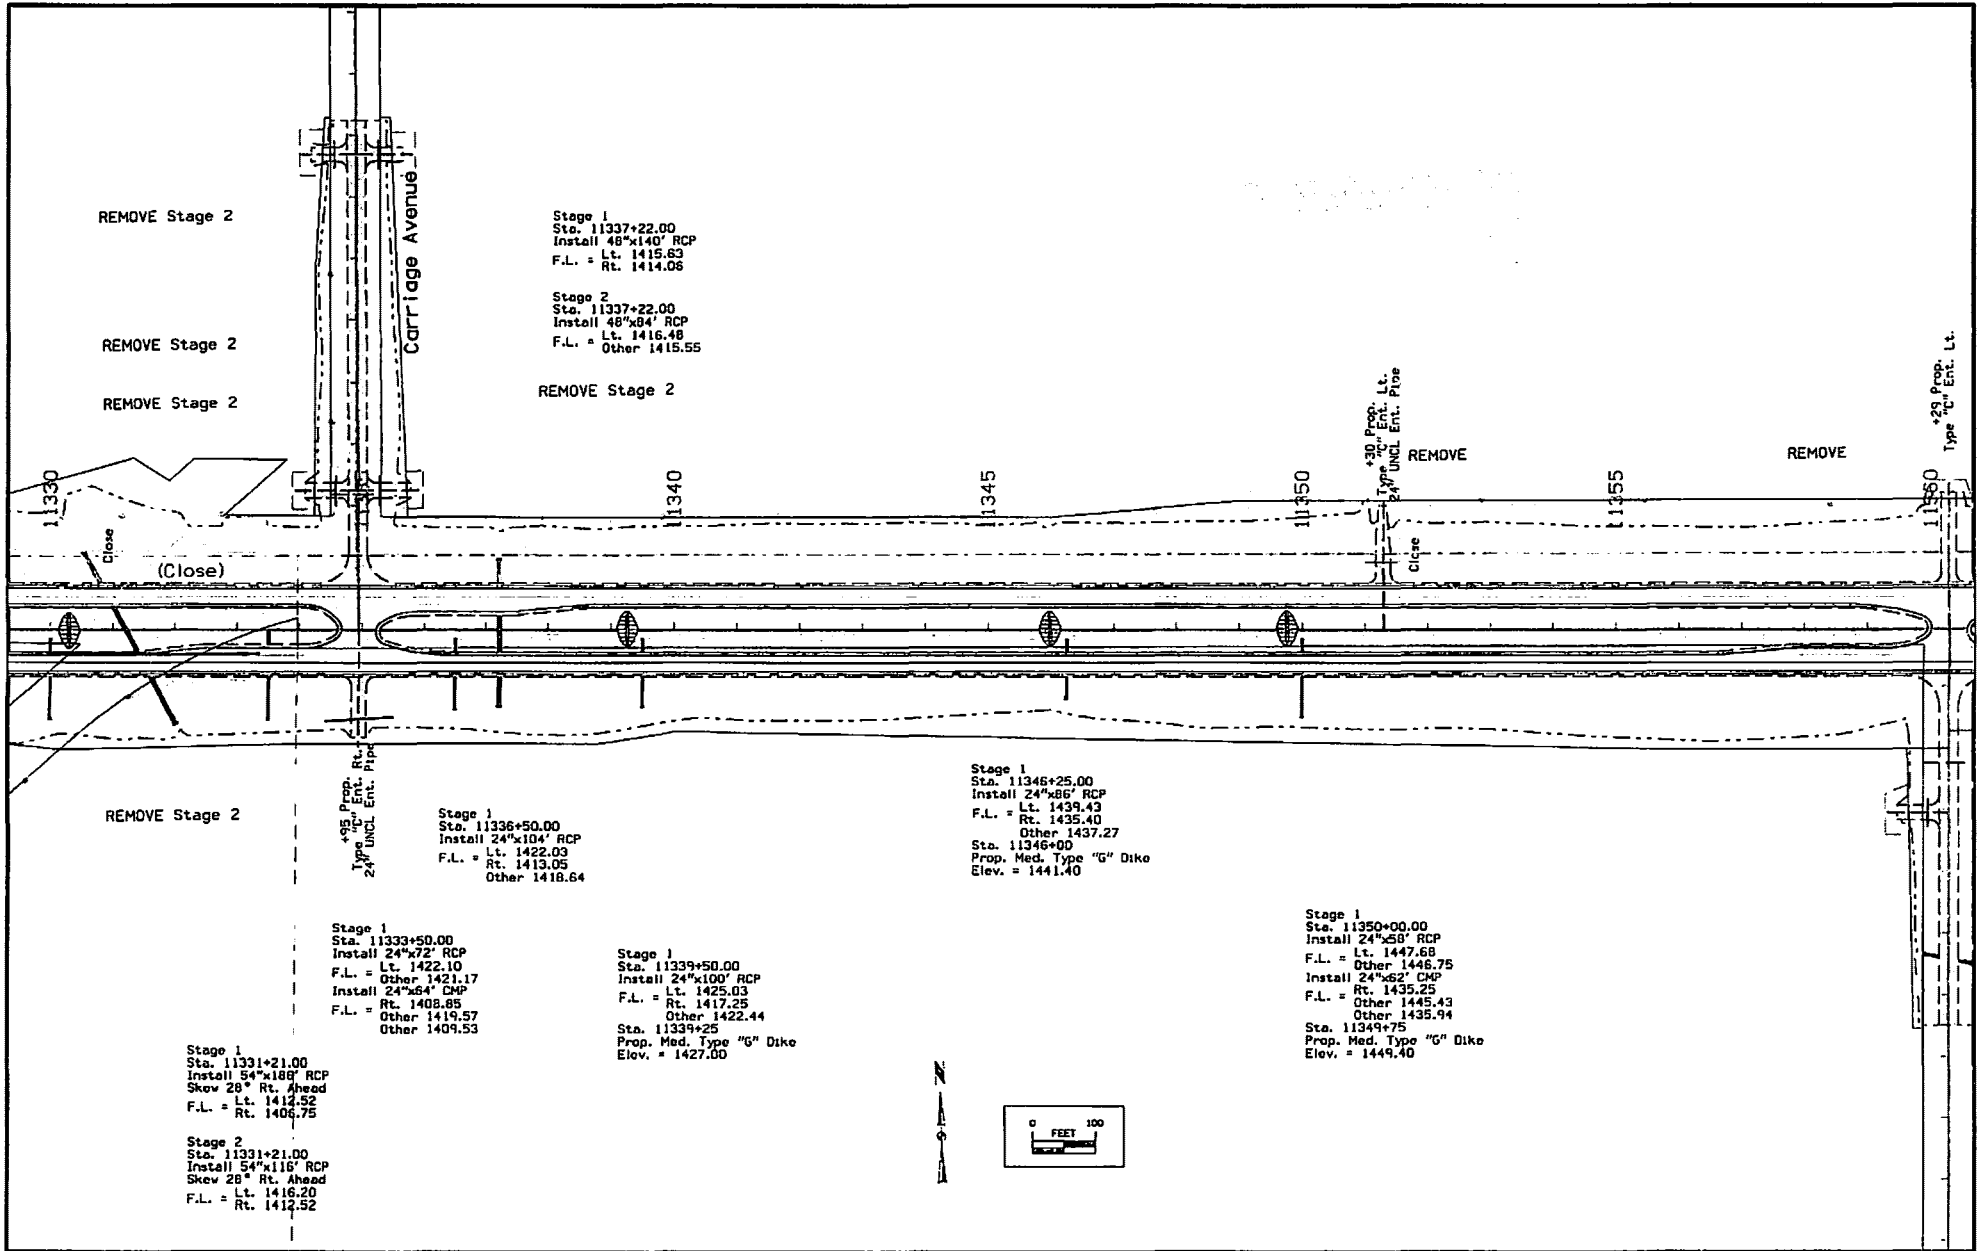 REMOVE Stage 2
REMOVE Stage 2
REMOVE Stage 2
Carriage Avenue
Stage 1
Sta. 11337+22.00
Install 48"x140' RCP
F.L. = Lt. 1415.63
Rt. 1414.06
Stage 2
Sta. 11337+22.00
Install 48"x84' RCP
F.L. = Lt. 1416.48
Other 1415.55
REMOVE Stage 2
+30 Prop.
Type "C" Ent. Lt.
24" UNCL Ent. Pipe
REMOVE
REMOVE
+29 Prop.
Type "C" Ent. Lt.
11330
11340
11345
11350
11355
Close
(Close)
Close
REMOVE Stage 2
+95 Prop.
Type "C" Ent. Rt.
24" UNCL Ent. Pipe
Stage 1
Sta. 11336+50.00
Install 24"x104' RCP
F.L. = Lt. 1422.03
Rt. 1413.05
Other 1418.64
Stage 1
Sta. 11346+25.00
Install 24"x86' RCP
F.L. = Lt. 1439.43
Rt. 1435.40
Other 1437.27
Sta. 11346+00
Prop. Med. Type "G" Dike
Elev. = 1441.40
Stage 1
Sta. 11333+50.00
Install 24"x72' RCP
F.L. = Lt. 1422.10
Other 1421.17
Install 24"x64' CMP
F.L. = Rt. 1408.85
Other 1419.57
Other 1409.53
Stage 1
Sta. 11339+50.00
Install 24"x100' RCP
F.L. = Lt. 1425.03
Rt. 1417.25
Other 1422.44
Sta. 11339+25
Prop. Med. Type "G" Dike
Elev. = 1427.00
Stage 1
Sta. 11350+00.00
Install 24"x58' RCP
F.L. = Lt. 1447.68
Other 1446.75
Install 24"x62' CMP
F.L. = Rt. 1435.25
Other 1445.43
Other 1435.94
Sta. 11349+75
Prop. Med. Type "G" Dike
Elev. = 1449.40
Stage 1
Sta. 11331+21.00
Install 54"x188' RCP
Skew 28° Rt. Ahead
F.L. = Lt. 1412.52
Rt. 1406.75
Stage 2
Sta. 11331+21.00
Install 54"x116' RCP
Skew 28° Rt. Ahead
F.L. = Lt. 1416.20
Rt. 1412.52
N
0 100
FEET